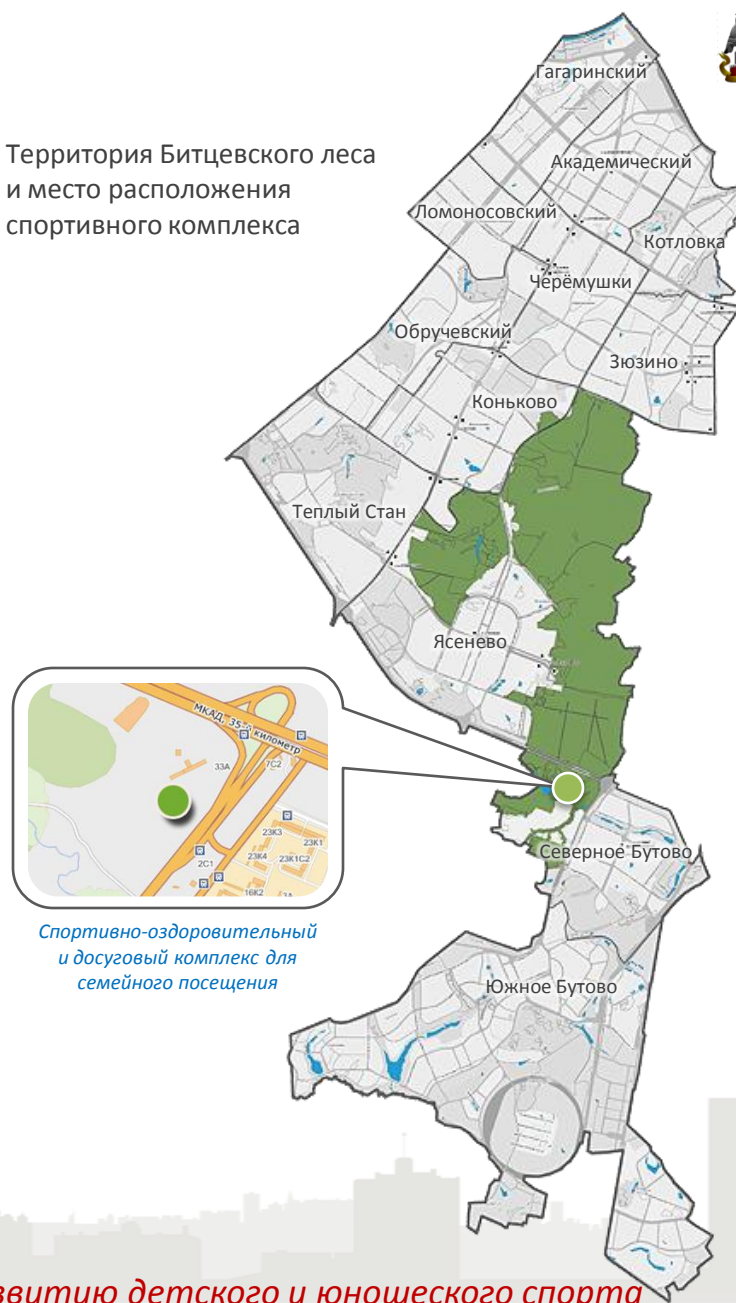 Территория Битцевского леса
и место расположения
спортивного комплекса
Гагаринский
Академический
Ломоносовский
Котловка
Черёмушки
Обручевский
Зюзино
Коньково
Теплый Стан
Ясенево
МКАД, 35-й километр
33А
7С2
23К3
23К1
23К4
23К1С2
2С1
16К2
Спортивно-оздоровительный
и досуговый комплекс для
семейного посещения
Северное Бутово
Южное Бутово
звитию детского и юношеского спорта